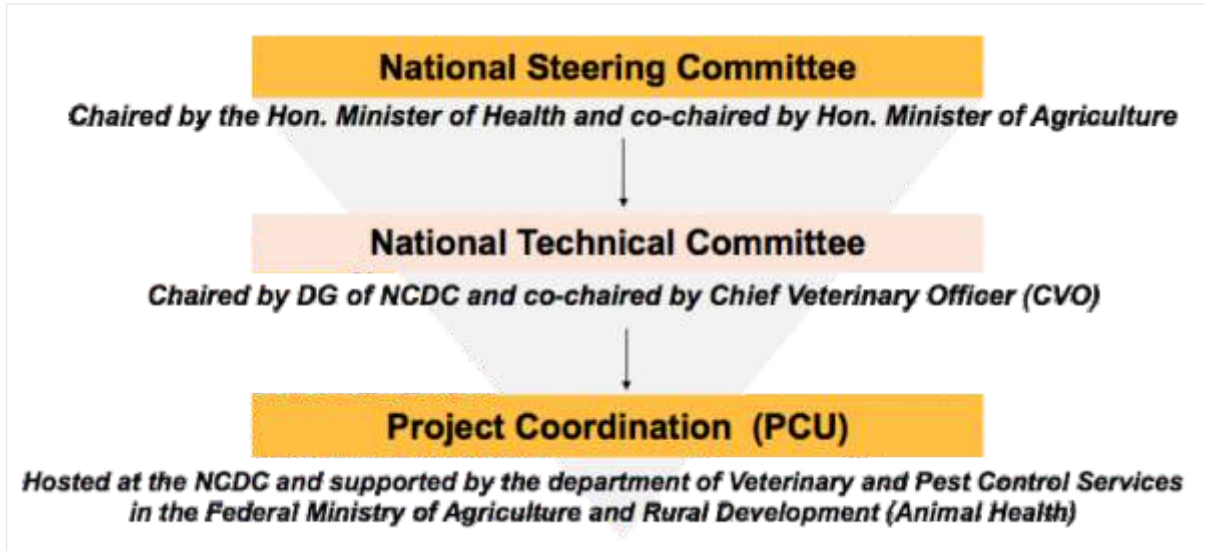 National Steering Committee
Chaired by the Hon. Minister of Health and co-chaired by Hon. Minister of Agriculture
National Technical Committee
Chaired by DG of NCDC and co-chaired by Chief Veterinary Officer (CVO)
Project Coordination (PCU)
Hosted at the NCDC and supported by the department of Veterinary and Pest Control Services
in the Federal Ministry of Agriculture and Rural Development (Animal Health)